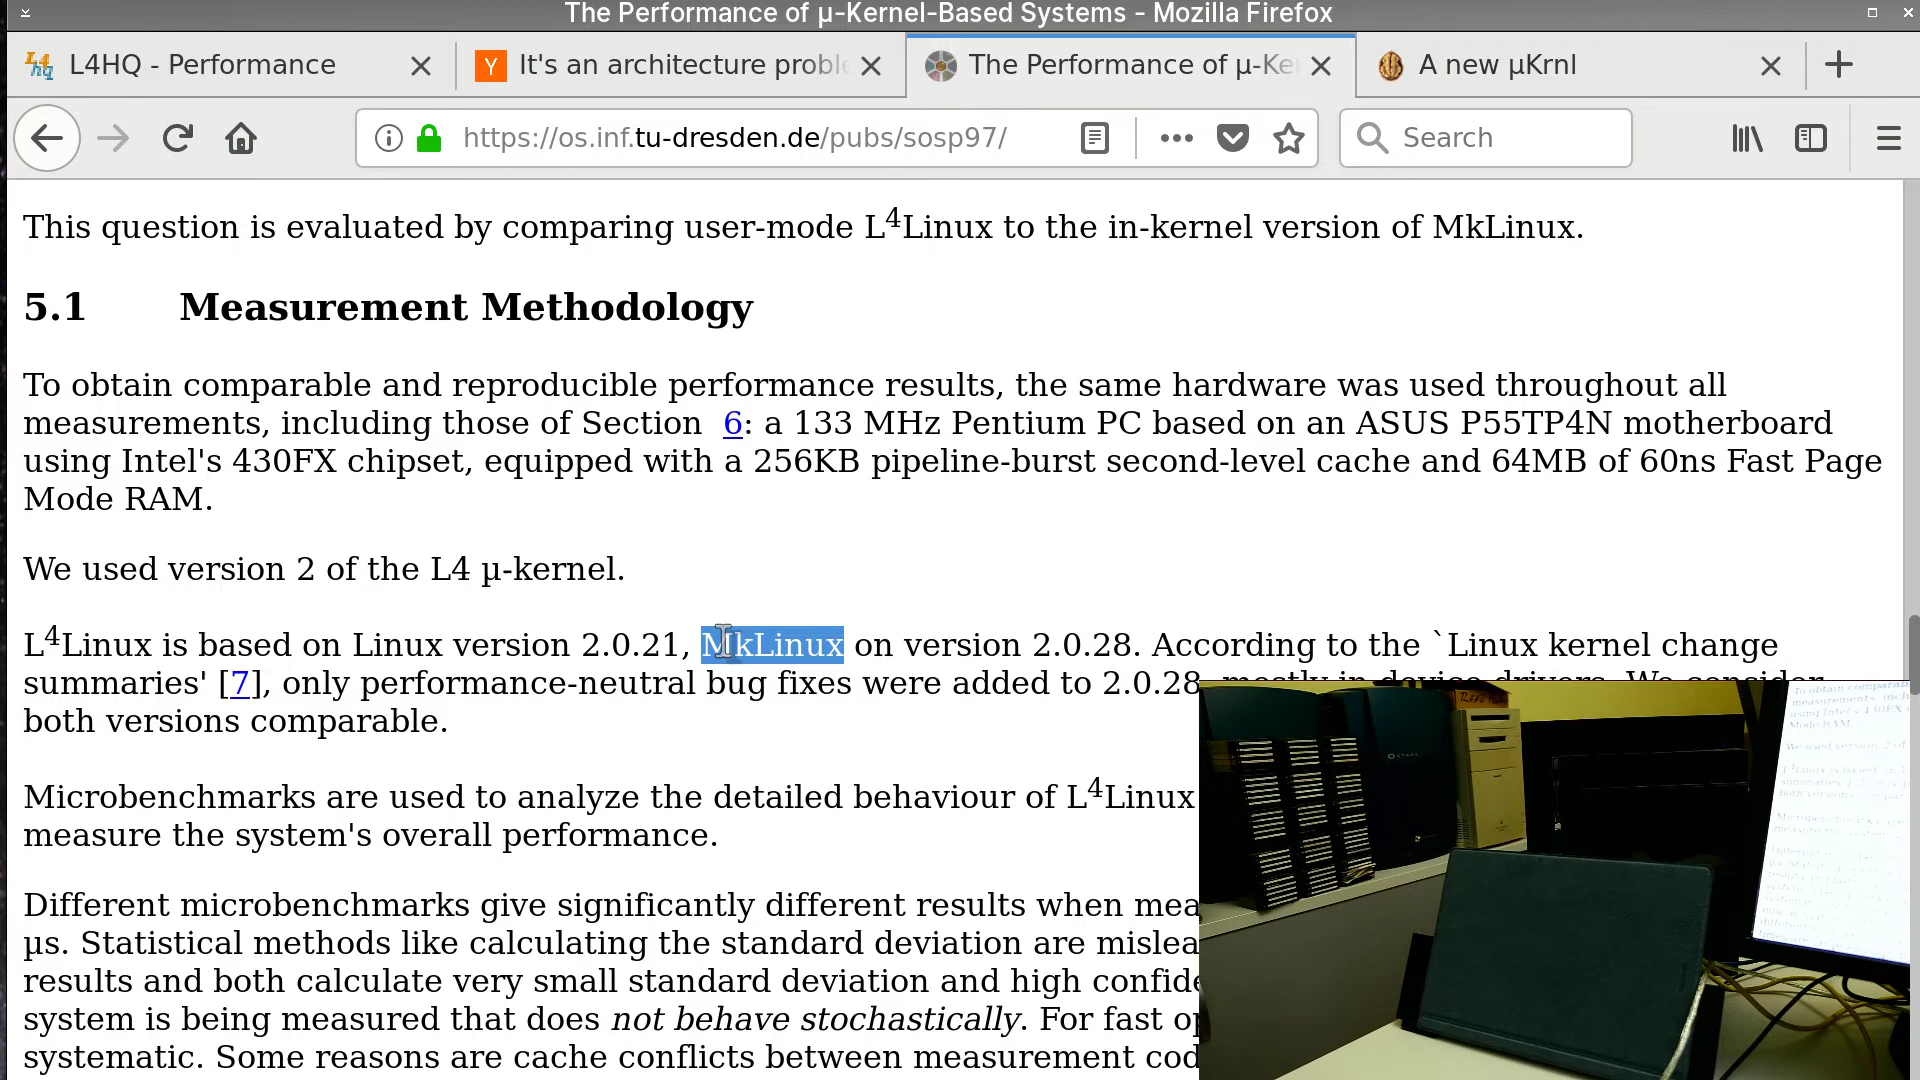 The Performance of µ-Kernel-Based Systems - Mozilla Firefox
L4HQ - Performance
It's an architecture proble
The Performance of µ-Ke
A new µKrnl
https://os.inf.tu-dresden.de/pubs/sosp97/
Search
This question is evaluated by comparing user-mode L⁴Linux to the in-kernel version of MkLinux.
5.1 Measurement Methodology
To obtain comparable and reproducible performance results, the same hardware was used throughout all
measurements, including those of Section 6: a 133 MHz Pentium PC based on an ASUS P55TP4N motherboard
using Intel's 430FX chipset, equipped with a 256KB pipeline-burst second-level cache and 64MB of 60ns Fast Page
Mode RAM.
We used version 2 of the L4 µ-kernel.
L⁴Linux is based on Linux version 2.0.21, MkLinux on version 2.0.28. According to the `Linux kernel change
summaries' [7], only performance-neutral bug fixes were added to 2.0.28, mostly in device drivers. We consider
both versions comparable.
Microbenchmarks are used to analyze the detailed behaviour of L⁴Linux
measure the system's overall performance.
Different microbenchmarks give significantly different results when mea
µs. Statistical methods like calculating the standard deviation are mislea
results and both calculate very small standard deviation and high confide
system is being measured that does not behave stochastically. For fast op
systematic. Some reasons are cache conflicts between measurement cod